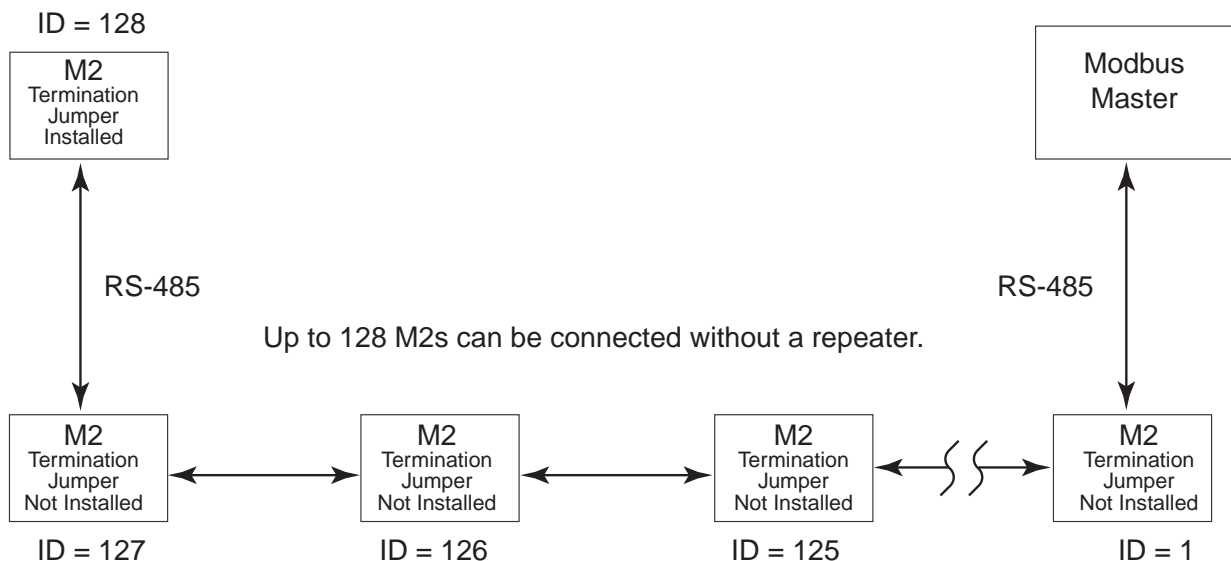 ID = 128
M2
Termination
Jumper
Installed
Modbus
Master
RS-485
RS-485
Up to 128 M2s can be connected without a repeater.
M2
Termination
Jumper
Not Installed
M2
Termination
Jumper
Not Installed
M2
Termination
Jumper
Not Installed
M2
Termination
Jumper
Not Installed
ID = 127
ID = 126
ID = 125
ID = 1